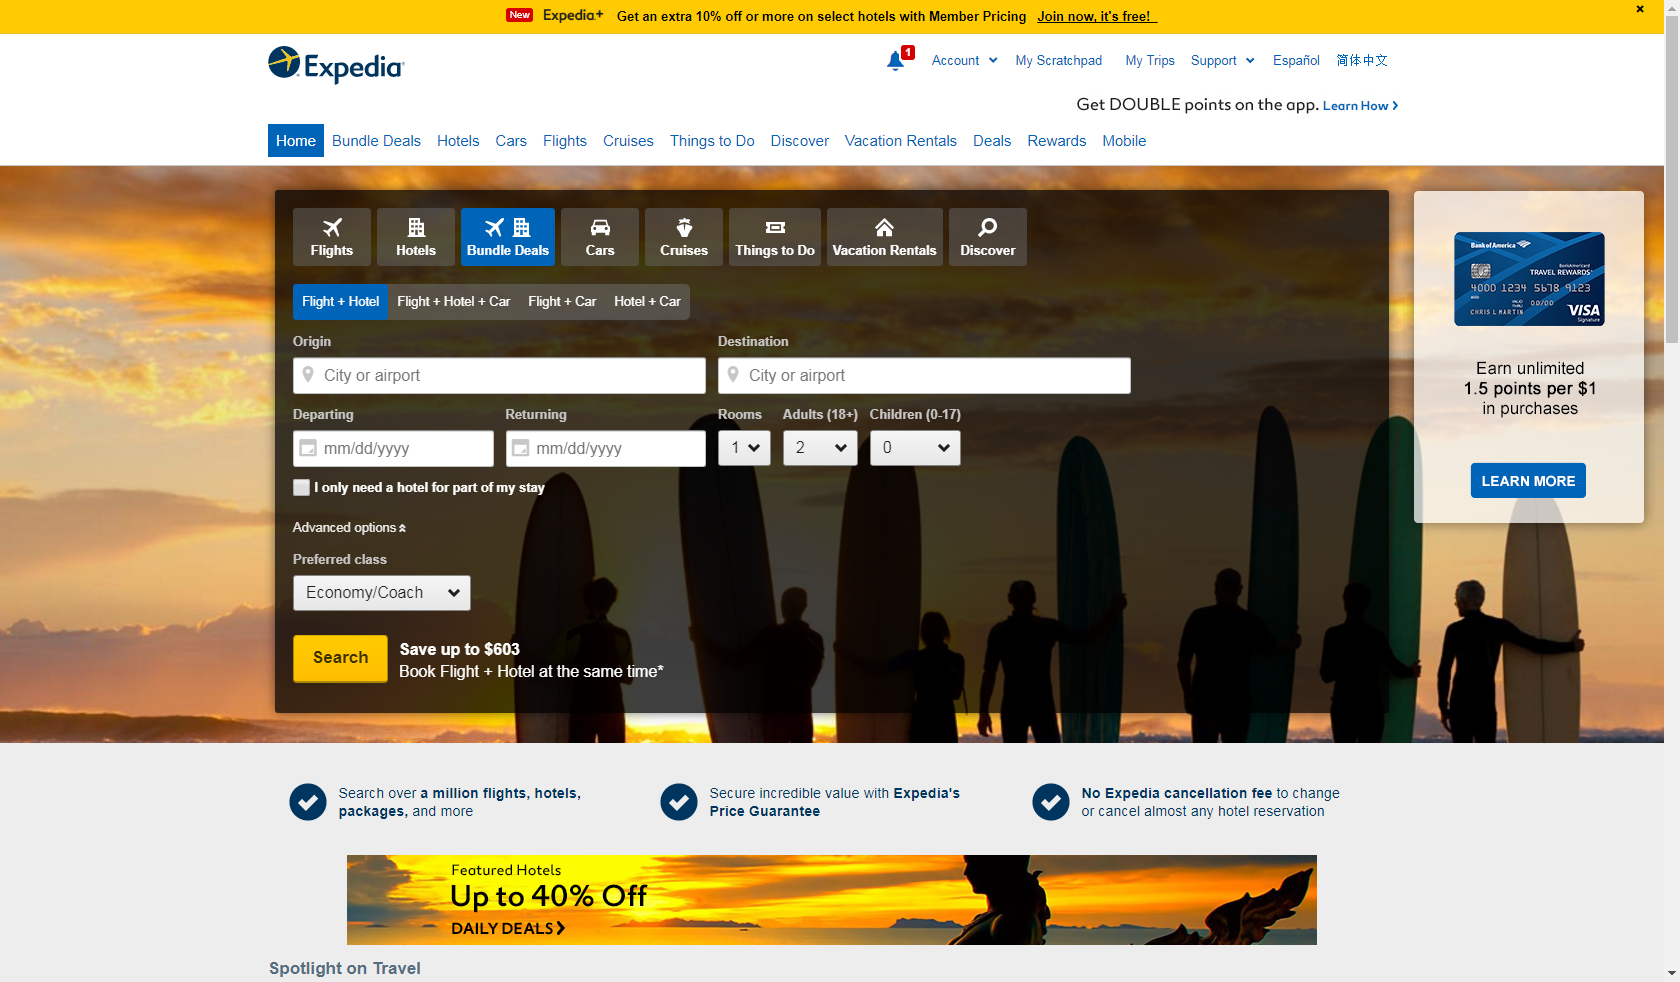 New Expedia+ Get an extra 10% off or more on select hotels with Member Pricing Join now, it's free!
Expedia
1 Account My Scratchpad My Trips Support Español 简体中文
Get DOUBLE points on the app. Learn How
Home Bundle Deals Hotels Cars Flights Cruises Things to Do Discover Vacation Rentals Deals Rewards Mobile
Flights Hotels Bundle Deals Cars Cruises Things to Do Vacation Rentals Discover
Flight + Hotel Flight + Hotel + Car Flight + Car Hotel + Car
Origin Destination
City or airport City or airport
Departing Returning Rooms Adults (18+) Children (0-17)
mm/dd/yyyy mm/dd/yyyy 1 2 0
I only need a hotel for part of my stay
Advanced options
Preferred class
Economy/Coach
Search
Save up to $603
Book Flight + Hotel at the same time*
Bank of America
BankAmericard
TRAVEL REWARDS
4000 1234 5678 9123
4000 VALID THRU 00/00
CHRIS L MARTIN
VISA
Signature
Earn unlimited
1.5 points per $1
in purchases
LEARN MORE
Search over a million flights, hotels,
packages, and more
Secure incredible value with Expedia's
Price Guarantee
No Expedia cancellation fee to change
or cancel almost any hotel reservation
Featured Hotels
Up to 40% Off
DAILY DEALS
Spotlight on Travel